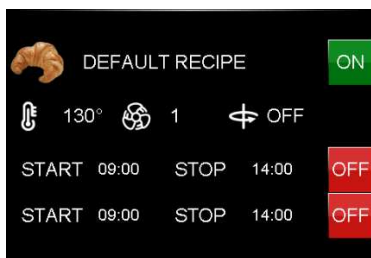 DEFAULT RECIPE ON
130° 1 OFF
START 09:00 STOP 14:00 OFF
START 09:00 STOP 14:00 OFF